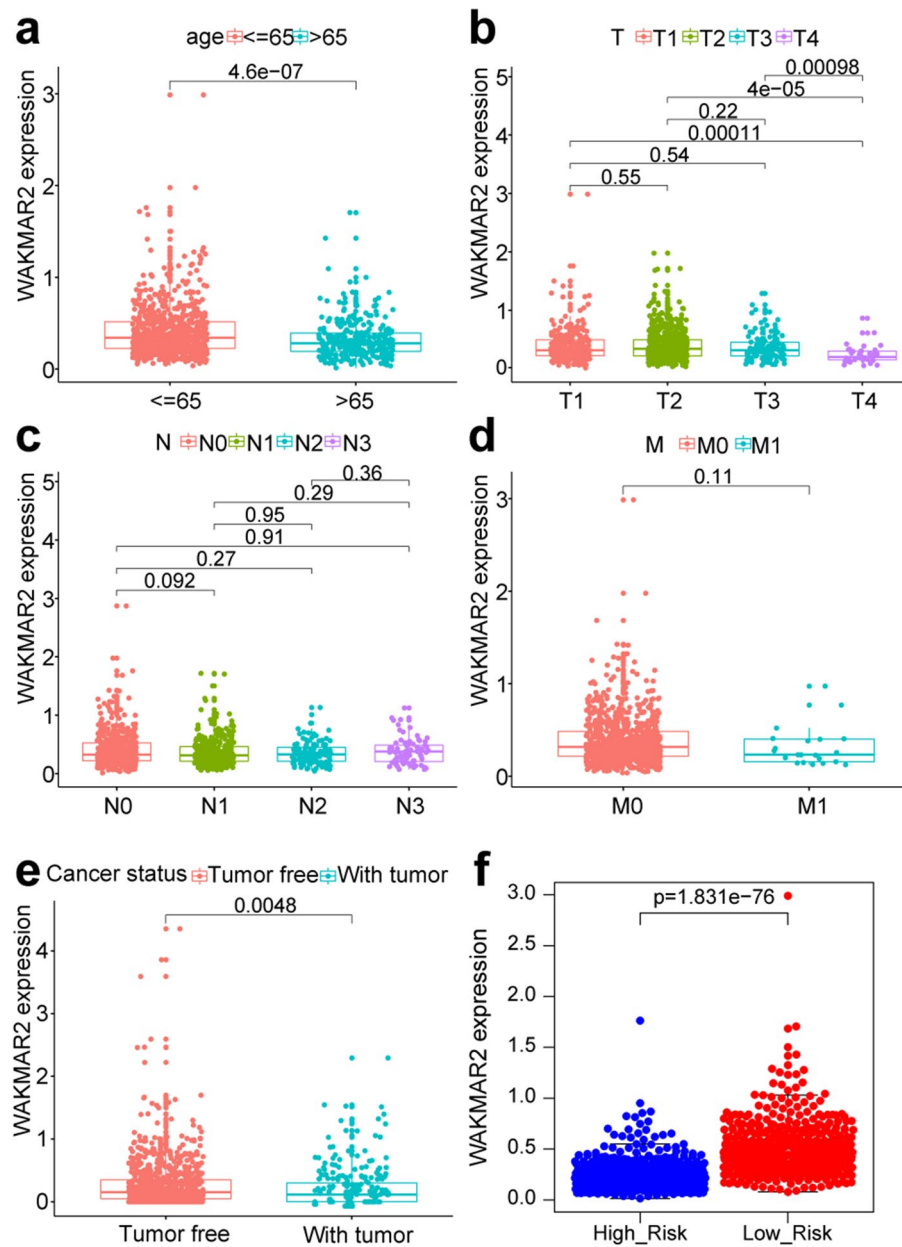 a
age <=65 >65
4.6e−07
3
2
1
0
WAKMAR2 expression
<=65 >65
b
T T1 T2 T3 T4
0.00098
4e−05
0.22
0.00011
0.54
0.55
5
4
3
2
1
0
WAKMAR2 expression
T1 T2 T3 T4
c
N N0 N1 N2 N3
0.36
0.29
0.95
0.91
0.27
0.092
5
4
3
2
1
0
WAKMAR2 expression
N0 N1 N2 N3
d
M M0 M1
0.11
3
2
1
0
WAKMAR2 expression
M0 M1
e
Cancer status Tumor free With tumor
0.0048
4
3
2
1
0
WAKMAR2 expression
Tumor free With tumor
f
p=1.831e−76
3.0
2.5
2.0
1.5
1.0
0.5
0.0
WAKMAR2 expression
High_Risk Low_Risk